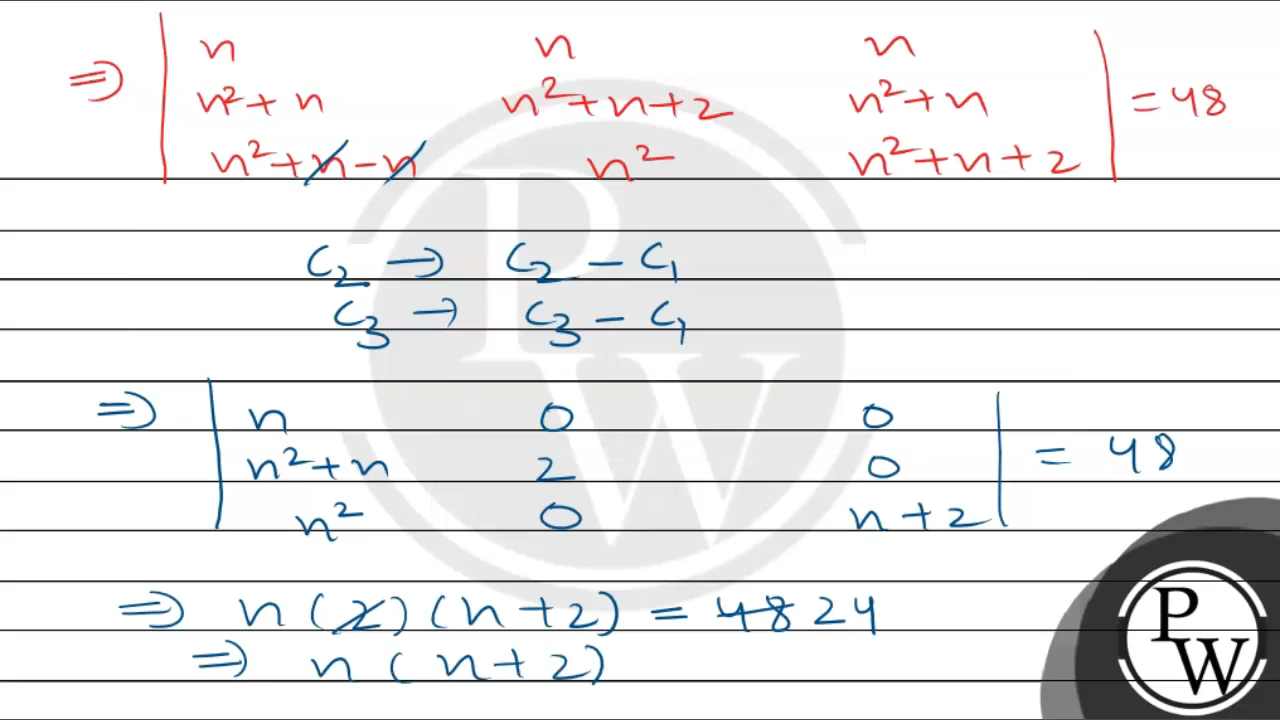 ⇒ | n n n |
| n²+n n²+n+2 n²+n | = 48
| n²+n-n n² n²+n+2 |
C₂ → C₂ - C₁
C₃ → C₃ - C₁
⇒ | n 0 0 |
| n²+n 2 0 | = 48
| n² 0 n+2 |
⇒ n(2)(n+2) = 48 24
⇒ n(n+2)
P
W
P
W